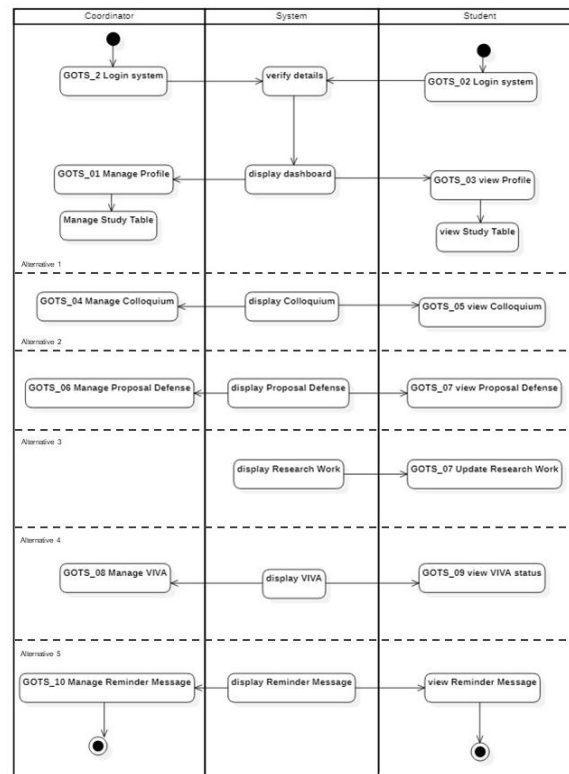 Coordinator System Student
GOTS_2 Login system verify details GOTS_02 Login system
GOTS_01 Manage Profile display dashboard GOTS_03 view Profile
Manage Study Table view Study Table
Alternative 1
GOTS_04 Manage Colloquium display Colloquium GOTS_05 view Colloquium
Alternative 2
GOTS_06 Manage Proposal Defense display Proposal Defense GOTS_07 view Proposal Defense
Alternative 3
display Research Work GOTS_07 Update Research Work
Alternative 4
GOTS_08 Manage VIVA display VIVA GOTS_09 view VIVA status
Alternative 5
GOTS_10 Manage Reminder Message display Reminder Message view Reminder Message